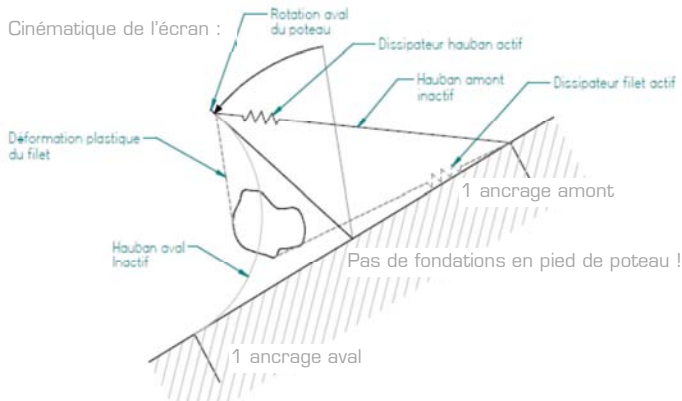 Cinématique de l'écran :
Rotation aval
du poteau
Dissipateur hauban actif
Hauban amont
inactif
Dissipateur filet actif
Déformation plastique
du filet
1 ancrage amont
Hauban aval
Inactif
Pas de fondations en pied de poteau !
1 ancrage aval